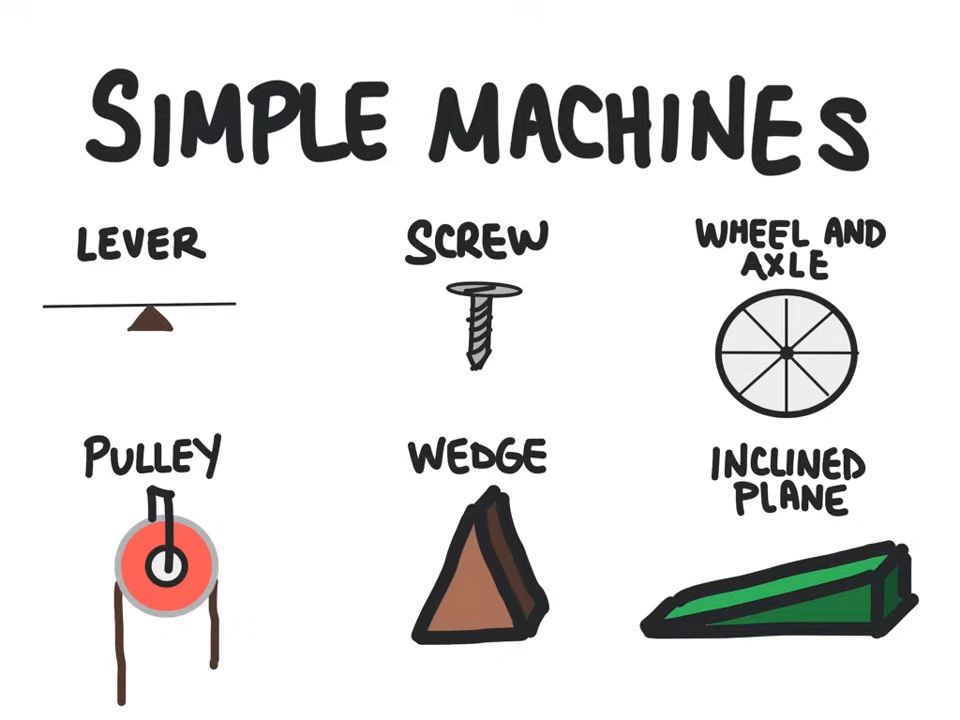 SIMPLE MACHINES
LEVER
SCREW
WHEEL AND
AXLE
PULLEY
WEDGE
INCLINED
PLANE